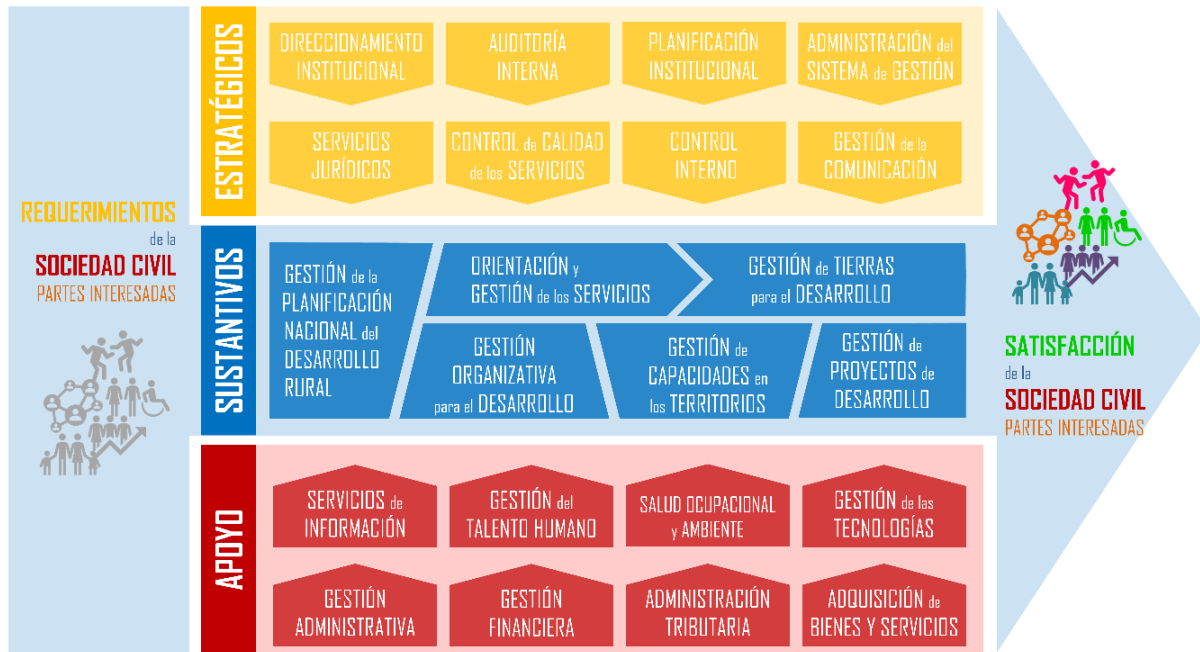 REQUERIMIENTOS
de la
SOCIEDAD CIVIL
PARTES INTERESADAS
ESTRATÉGICOS
DIRECCIONAMIENTO
INSTITUCIONAL
AUDITORÍA
INTERNA
PLANIFICACIÓN
INSTITUCIONAL
ADMINISTRACIÓN del
SISTEMA de GESTIÓN
SERVICIOS
JURÍDICOS
CONTROL de CALIDAD
de los SERVICIOS
CONTROL
INTERNO
GESTIÓN de la
COMUNICACIÓN
SUSTANTIVOS
GESTIÓN de la
PLANIFICACIÓN
NACIONAL del
DESARROLLO
RURAL
ORIENTACIÓN y
GESTIÓN de los SERVICIOS
GESTIÓN de TIERRAS
para el DESARROLLO
GESTIÓN
ORGANIZATIVA
para el DESARROLLO
GESTIÓN de
CAPACIDADES en
los TERRITORIOS
GESTIÓN de
PROYECTOS de
DESARROLLO
APOYO
SERVICIOS de
INFORMACIÓN
GESTIÓN del
TALENTO HUMANO
SALUD OCUPACIONAL
y AMBIENTE
GESTIÓN de las
TECNOLOGÍAS
GESTIÓN
ADMINISTRATIVA
GESTIÓN
FINANCIERA
ADMINISTRACIÓN
TRIBUTARIA
ADQUISICIÓN de
BIENES Y SERVICIOS
SATISFACCIÓN
de la
SOCIEDAD CIVIL
PARTES INTERESADAS